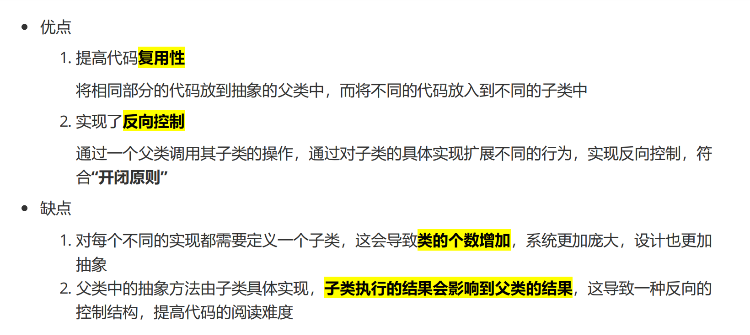 优点
1. 提高代码复用性
将相同部分的代码放到抽象的父类中，而将不同的代码放入到不同的子类中
2. 实现了反向控制
通过一个父类调用其子类的操作，通过对子类的具体实现扩展不同的行为，实现反向控制，符
合“开闭原则”
缺点
1. 对每个不同的实现都需要定义一个子类，这会导致类的个数增加，系统更加庞大，设计也更加
抽象
2. 父类中的抽象方法由子类具体实现，子类执行的结果会影响到父类的结果，这导致一种反向的
控制结构，提高代码的阅读难度